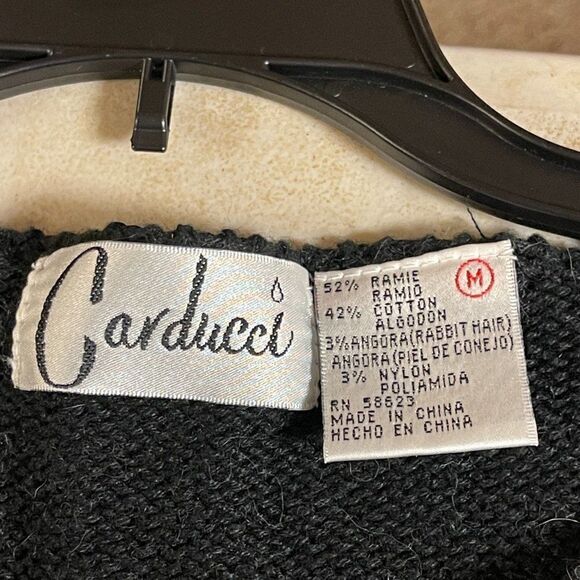 Carducci
M
52% RAMIE
RAMIO
42% COTTON
ALGODON
3% ANGORA(RABBIT HAIR)
ANGORA(PIEL DE CONEJO)
3% NYLON
POLIAMIDA
RN 58623
MADE IN CHINA
HECHO EN CHINA